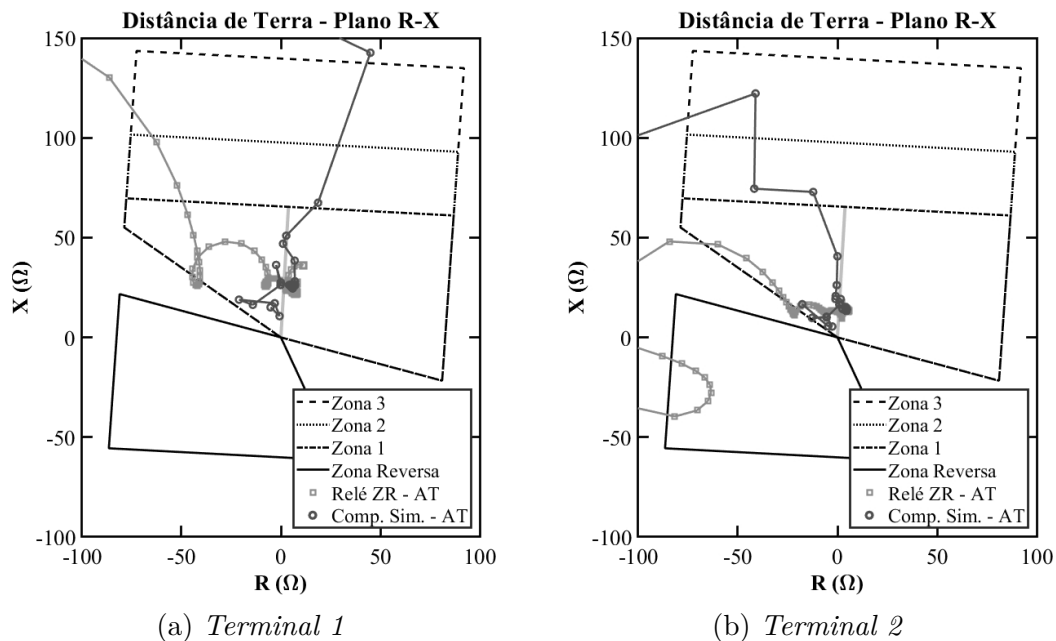 Distância de Terra - Plano R-X
150
100
50
0
-50
-100
X (Ω)
-100
-50
0
50
100
R (Ω)
Zona 3
Zona 2
Zona 1
Zona Reversa
Relé ZR - AT
Comp. Sim. - AT
(a) Terminal 1
Distância de Terra - Plano R-X
150
100
50
0
-50
-100
X (Ω)
-100
-50
0
50
100
R (Ω)
Zona 3
Zona 2
Zona 1
Zona Reversa
Relé ZR - AT
Comp. Sim. - AT
(b) Terminal 2